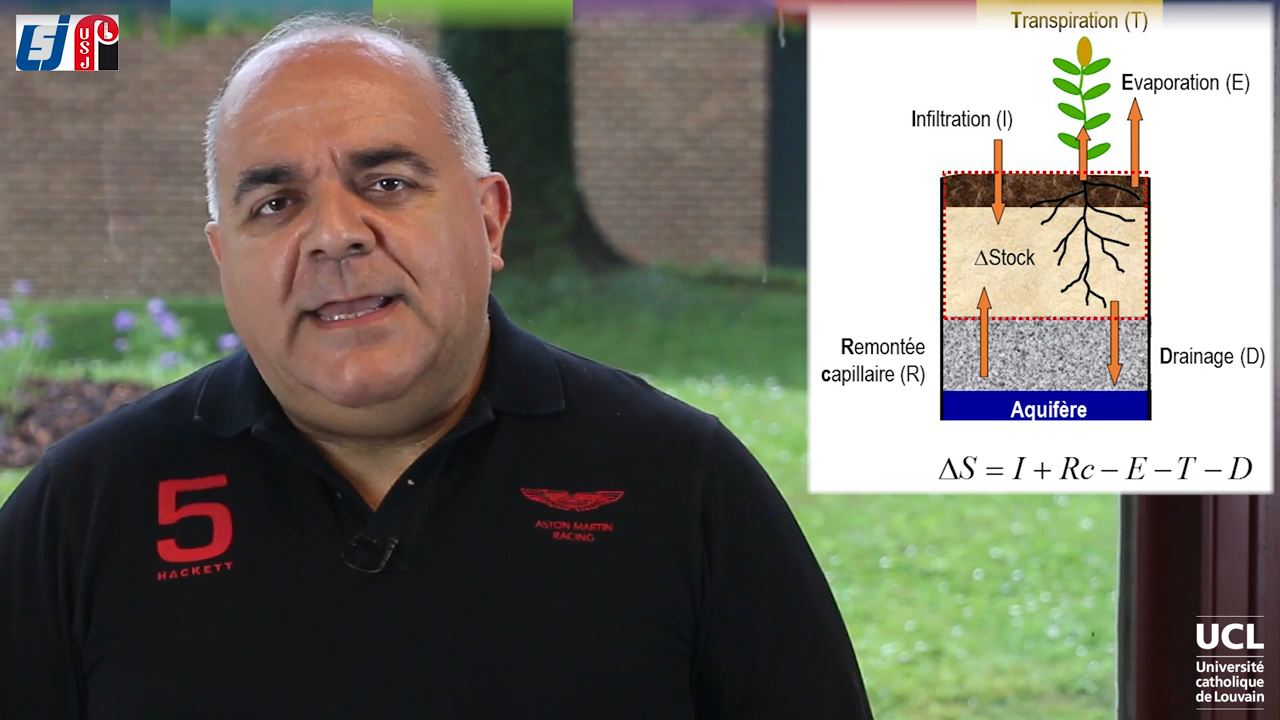 USJ
Transpiration (T)
Evaporation (E)
Infiltration (I)
ΔStock
Remontée
capillaire (R)
Drainage (D)
Aquifère
ΔS = I + Rc − E − T − D
5
HACKETT
ASTON MARTIN
RACING
UCL
Université
catholique
de Louvain